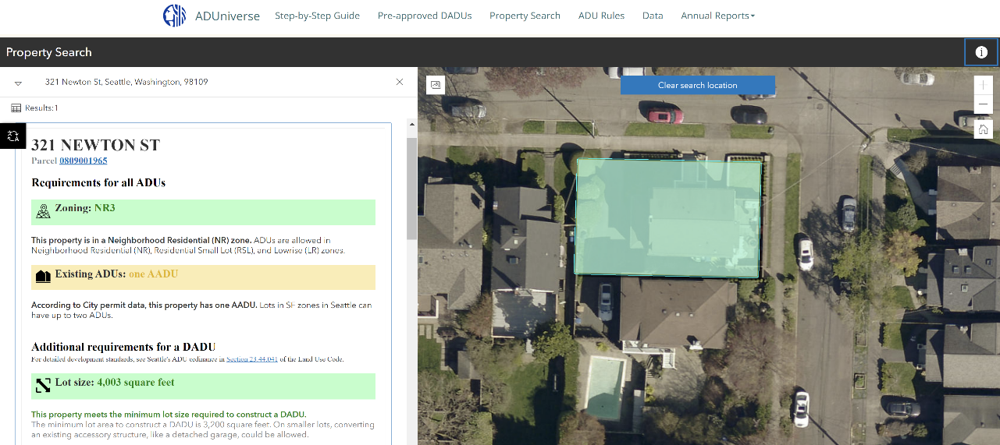 ADUniverse Step-by-Step Guide Pre-approved DADUs Property Search ADU Rules Data Annual Reports
Property Search
321 Newton St, Seattle, Washington, 98109
Clear search location
Results:1
321 NEWTON ST
Parcel 0809001965
Requirements for all ADUs
Zoning: NR3
This property is in a Neighborhood Residential (NR) zone. ADUs are allowed in
Neighborhood Residential (NR), Residential Small Lot (RSL), and Lowrise (LR) zones.
Existing ADUs: one AADU
According to City permit data, this property has one AADU. Lots in SF zones in Seattle can
have up to two ADUs.
Additional requirements for a DADU
For detailed development standards, see Seattle's ADU ordinance in Section 23.44.041 of the Land Use Code.
Lot size: 4,003 square feet
This property meets the minimum lot size required to construct a DADU.
The minimum lot area to construct a DADU is 3,200 square feet. On smaller lots, converting
an existing accessory structure, like a detached garage, could be allowed.